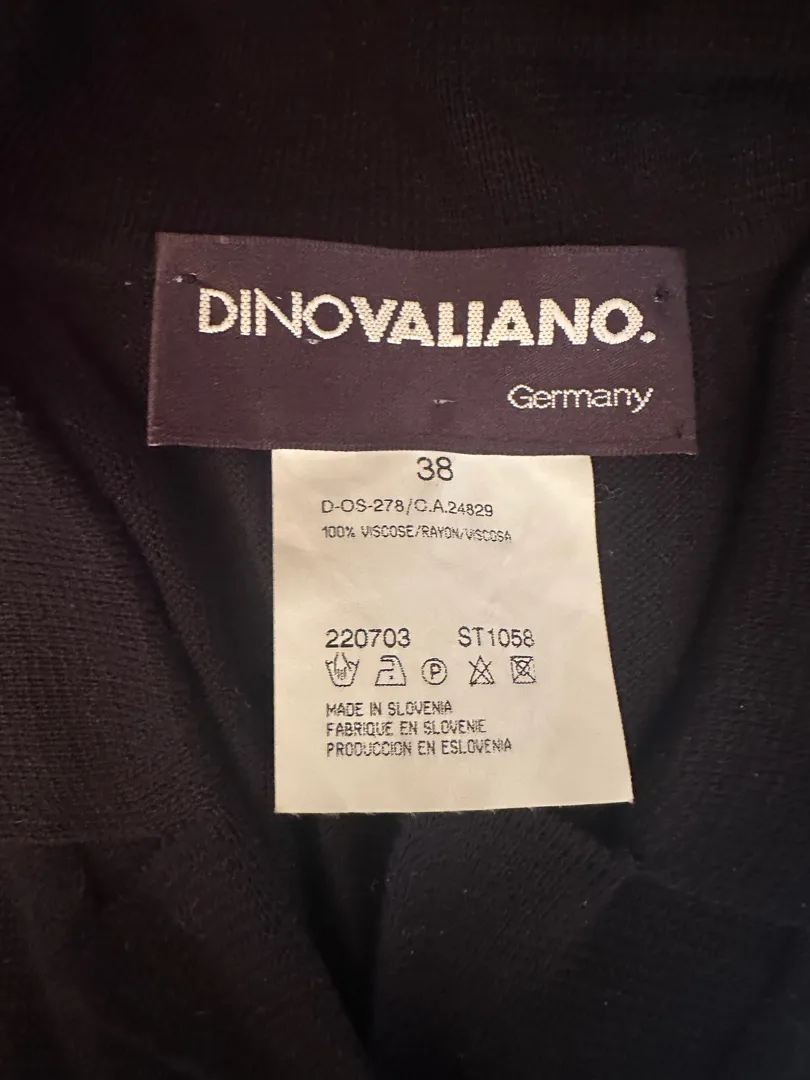 DINOVALIANO.
Germany
38
D-OS-278/C.A.24829
100% VISCOSE/RAYON/VISCOSA
220703 ST1058
P
MADE IN SLOVENIA
FABRIQUE EN SLOVENIE
PRODUCCION EN ESLOVENIA